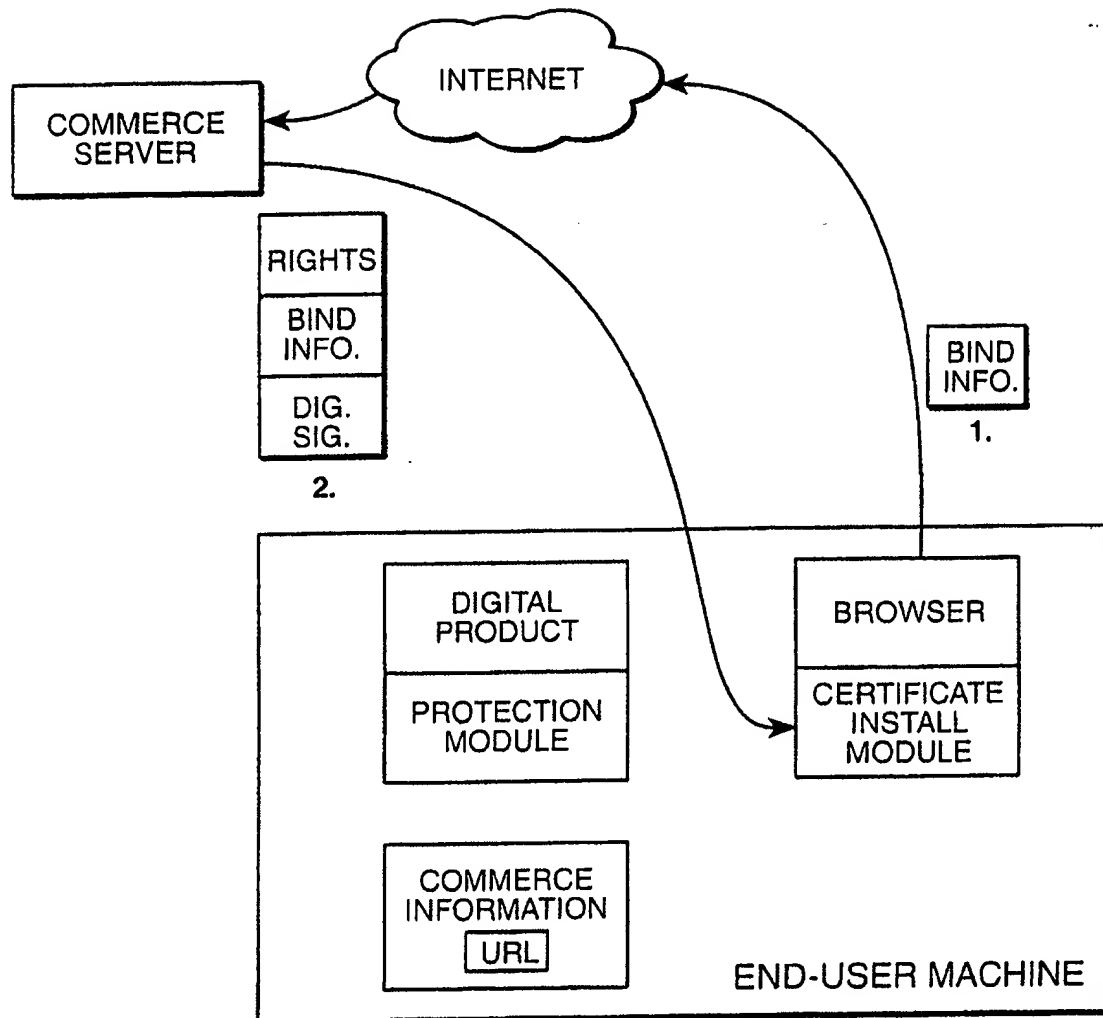 INTERNET
COMMERCE
SERVER
RIGHTS
BIND
INFO.
DIG.
SIG.
2.
BIND
INFO.
1.
DIGITAL
PRODUCT
PROTECTION
MODULE
BROWSER
CERTIFICATE
INSTALL
MODULE
COMMERCE
INFORMATION
URL
END-USER MACHINE